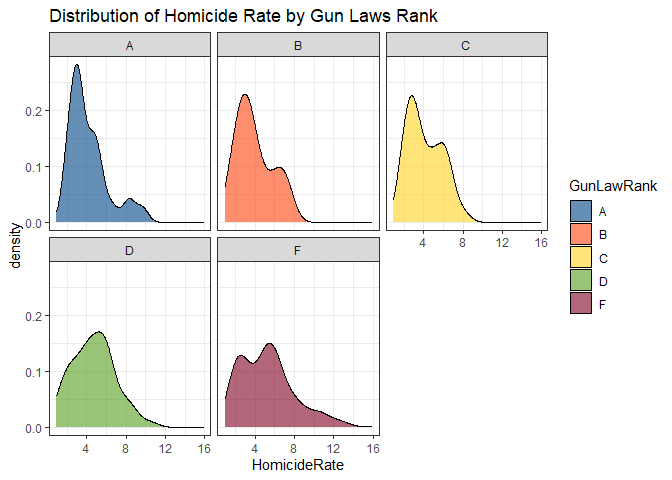 Distribution of Homicide Rate by Gun Laws Rank
A
B
C
0.2
0.1
0.0
4
8
12
16
D
F
0.2
0.1
0.0
4
8
12
16
4
8
12
16
density
HomicideRate
GunLawRank
A
B
C
D
F